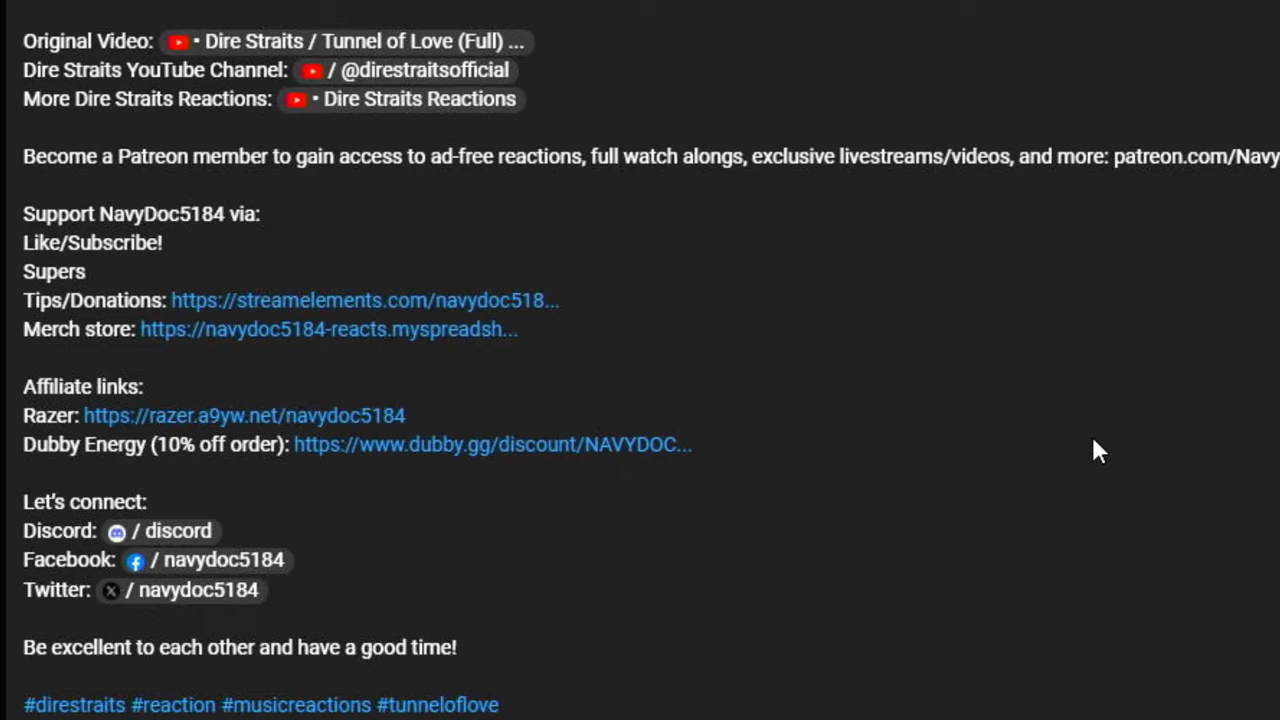 Original Video: • Dire Straits / Tunnel of Love (Full) ...
Dire Straits YouTube Channel: / @direstraitsofficial
More Dire Straits Reactions: • Dire Straits Reactions
Become a Patreon member to gain access to ad-free reactions, full watch alongs, exclusive livestreams/videos, and more: patreon.com/Navy
Support NavyDoc5184 via:
Like/Subscribe!
Supers
Tips/Donations: https://streamelements.com/navydoc518...
Merch store: https://navydoc5184-reacts.myspreadsh...
Affiliate links:
Razer: https://razer.a9yw.net/navydoc5184
Dubby Energy (10% off order): https://www.dubby.gg/discount/NAVYDOC...
Let's connect:
Discord: / discord
Facebook: / navydoc5184
Twitter: / navydoc5184
Be excellent to each other and have a good time!
#direstraits #reaction #musicreactions #tunneloflove